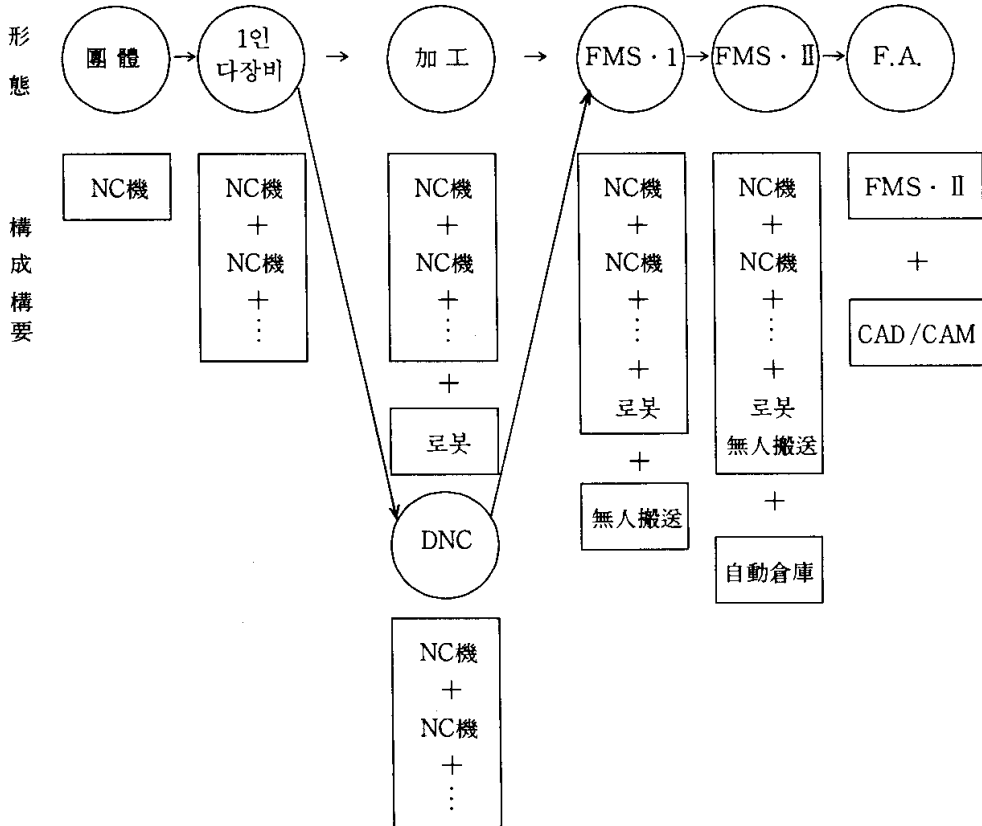 形態
團體 → 1인 다장비 → 加工 → FMS·1 → FMS·Ⅱ → F.A.
構成構要
NC機
NC機
+
NC機
+
⋮
NC機
+
NC機
+
⋮
+
로봇
DNC
NC機
+
NC機
+
⋮
NC機
+
NC機
+
⋮
+
로봇
+
無人搬送
NC機
+
NC機
+
⋮
+
로봇
無人搬送
+
自動倉庫
FMS·Ⅱ
+
CAD/CAM